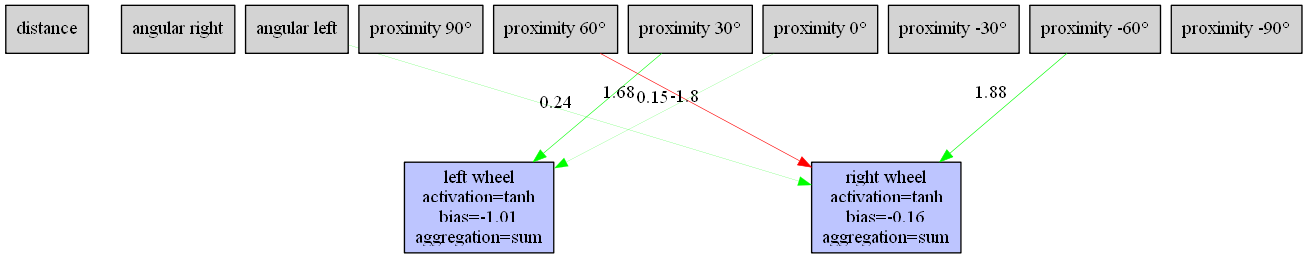 distance
angular right
angular left
proximity 90°
proximity 60°
proximity 30°
proximity 0°
proximity -30°
proximity -60°
proximity -90°
0.24
1.68
0.15
-1.8
1.88
left wheel
activation=tanh
bias=-1.01
aggregation=sum
right wheel
activation=tanh
bias=-0.16
aggregation=sum